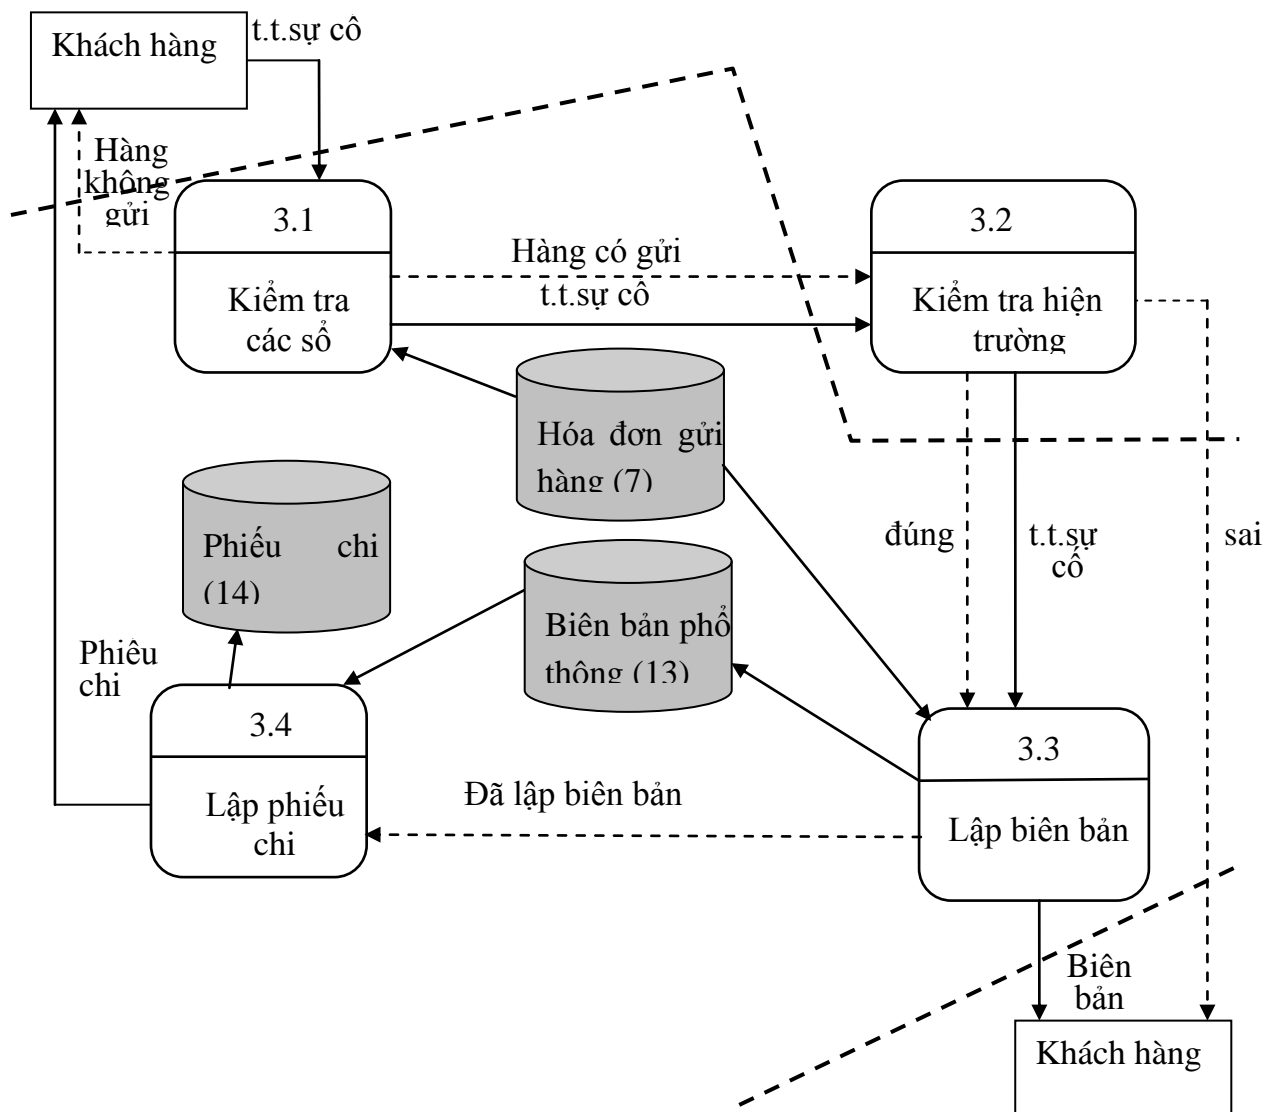 Khách hàng
t.t.sự cô
Hàng
không
gửi
3.1
Kiểm tra
các sổ
Hàng có gửi
t.t.sự cô
3.2
Kiểm tra hiện
trường
Hóa đơn gửi
hàng (7)
Phiếu chi
(14)
Biên bản phổ
thông (13)
đúng
t.t.sự
cố
sai
Phiêu
chi
3.4
Lập phiếu
chi
Đã lập biên bản
3.3
Lập biên bản
Biên
bản
Khách hàng